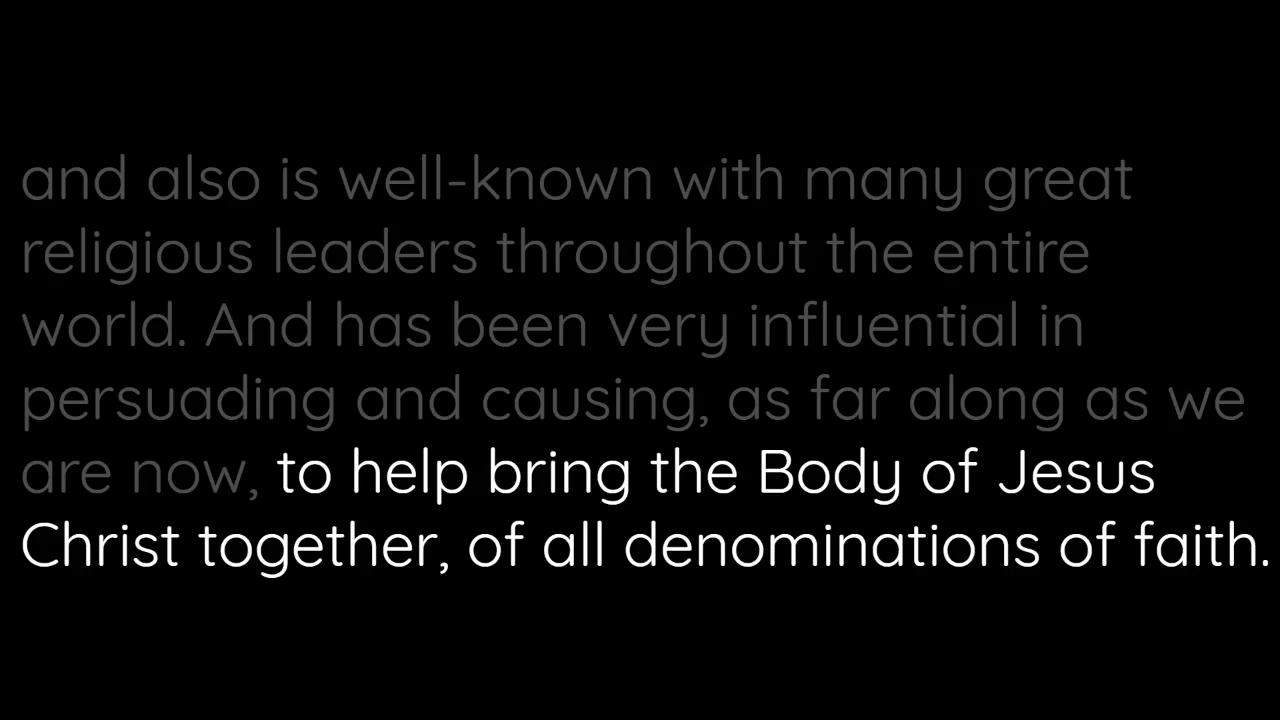 and also is well-known with many great
religious leaders throughout the entire
world. And has been very influential in
persuading and causing, as far along as we
are now, to help bring the Body of Jesus
Christ together, of all denominations of faith.